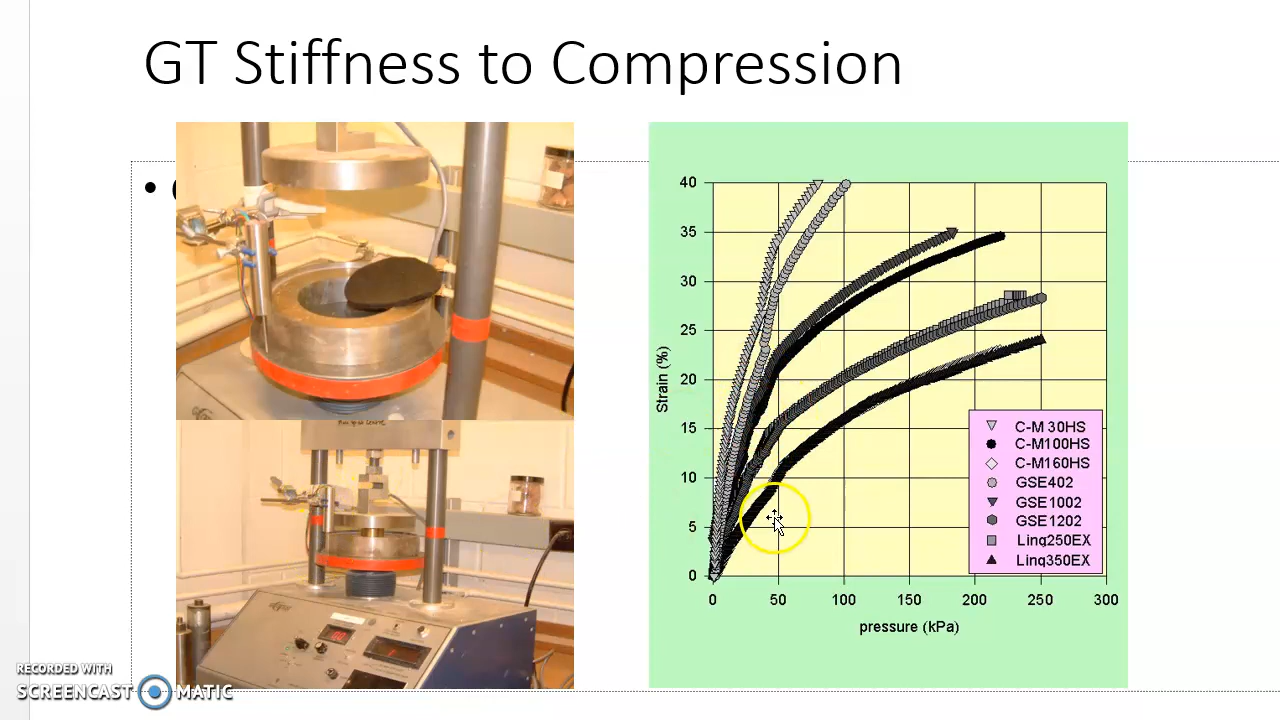 GT Stiffness to Compression
40
35
30
25
20
15
10
5
0
Strain (%)
0 50 100 150 200 250 300
pressure (kPa)
C-M 30HS
C-M100HS
C-M160HS
GSE402
GSE1002
GSE1202
Linq250EX
Linq350EX
RECORDED WITH
SCREENCAST MATIC